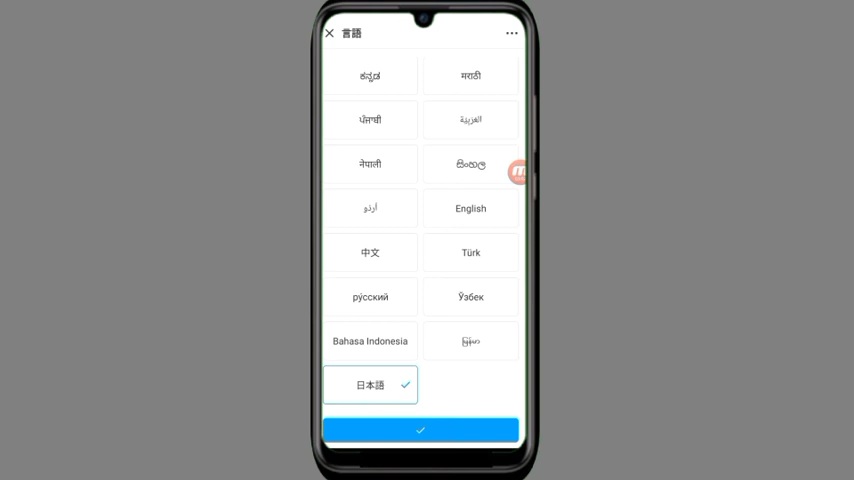 言語
ಕನ್ನಡ
मराठी
ਪੰਜਾਬੀ
العربية
नेपाली
සිංහල
اردو
English
中文
Türk
рýсский
Ўзбек
Bahasa Indonesia
မြန်မာ
日本語